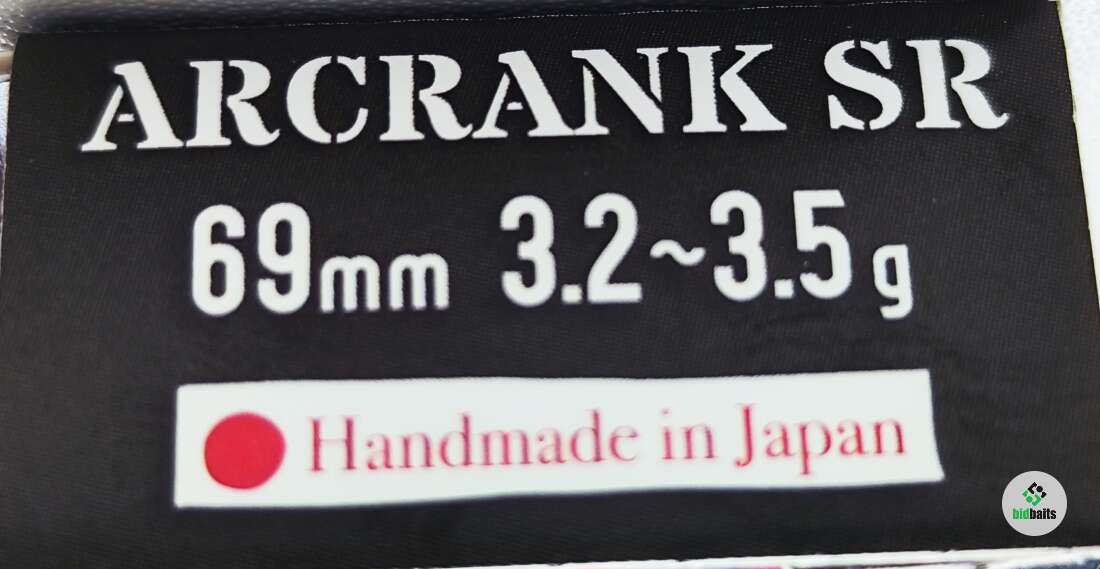 ARCRANK SR
69mm 3.2~3.5g
Handmade in Japan
bidbaits